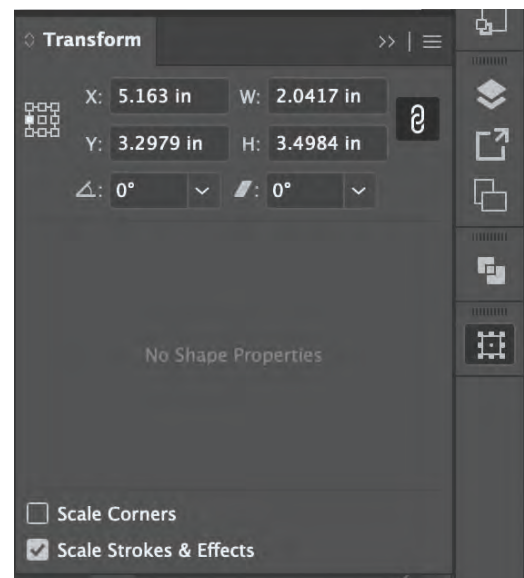 Transform
X: 5.163 in W: 2.0417 in
Y: 3.2979 in H: 3.4984 in
0° : 0°
No Shape Properties
Scale Corners
Scale Strokes & Effects